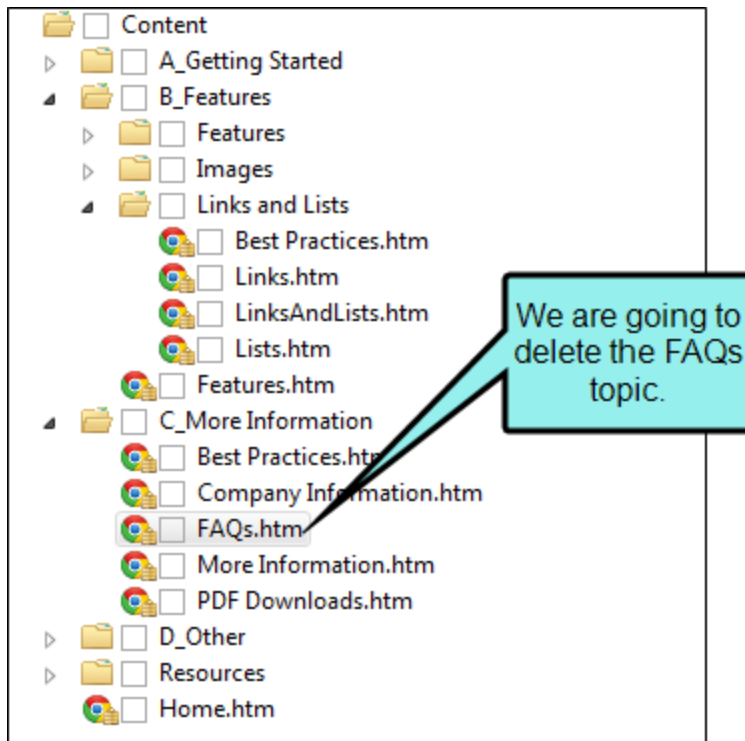 Content
A_Getting Started
B_Features
Features
Images
Links and Lists
Best Practices.htm
Links.htm
LinksAndLists.htm
Lists.htm
Features.htm
C_More Information
Best Practices.htm
Company Information.htm
FAQs.htm
More Information.htm
PDF Downloads.htm
D_Other
Resources
Home.htm
We are going to
delete the FAQs
topic.